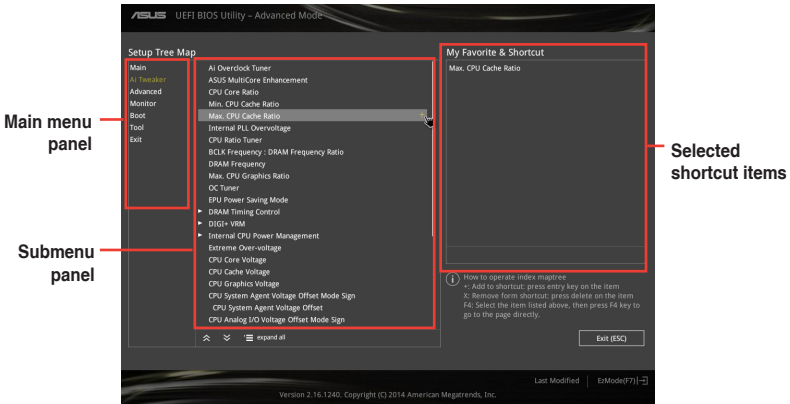 ASUS UEFI BIOS Utility – Advanced Mode
Setup Tree Map
Main
Ai Tweaker
Advanced
Monitor
Boot
Tool
Exit
Ai Overclock Tuner
ASUS MultiCore Enhancement
CPU Core Ratio
Min. CPU Cache Ratio
Max. CPU Cache Ratio +
Internal PLL Overvoltage
CPU Ratio Tuner
BCLK Frequency : DRAM Frequency Ratio
DRAM Frequency
Max. CPU Graphics Ratio
OC Tuner
EPU Power Saving Mode
DRAM Timing Control
DIGI+ VRM
Internal CPU Power Management
Extreme Over-voltage
CPU Core Voltage
CPU Cache Voltage
CPU Graphics Voltage
CPU System Agent Voltage Offset Mode Sign
CPU System Agent Voltage Offset
CPU Analog I/O Voltage Offset Mode Sign
expand all
My Favorite & Shortcut
Max. CPU Cache Ratio
How to operate index maptree
+: Add to shortcut: press entry key on the item
X: Remove form shortcut: press delete on the item
F4: Select the item listed above, then press F4 key to
go to the page directly.
Exit (ESC)
Last Modified
EzMode(F7)
Version 2.16.1240. Copyright (C) 2014 American Megatrends, Inc.
Main menu
panel
Submenu
panel
Selected
shortcut items